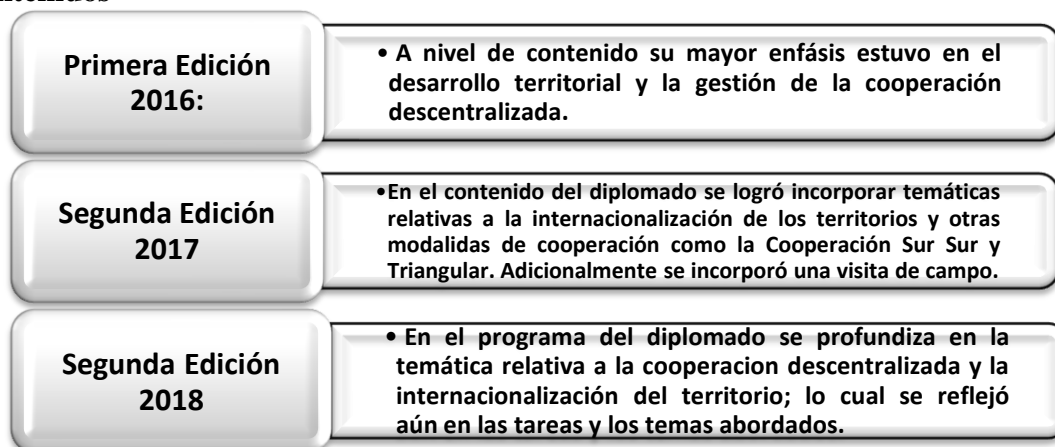 Primera Edición
2016:
• A nivel de contenido su mayor enfásis estuvo en el
desarrollo territorial y la gestión de la cooperación
descentralizada.
Segunda Edición
2017
•En el contenido del diplomado se logró incorporar temáticas
relativas a la internacionalización de los territorios y otras
modalidas de cooperación como la Cooperación Sur Sur y
Triangular. Adicionalmente se incorporó una visita de campo.
Segunda Edición
2018
• En el programa del diplomado se profundiza en la
temática relativa a la cooperacion descentralizada y la
internacionalización del territorio; lo cual se reflejó
aún en las tareas y los temas abordados.